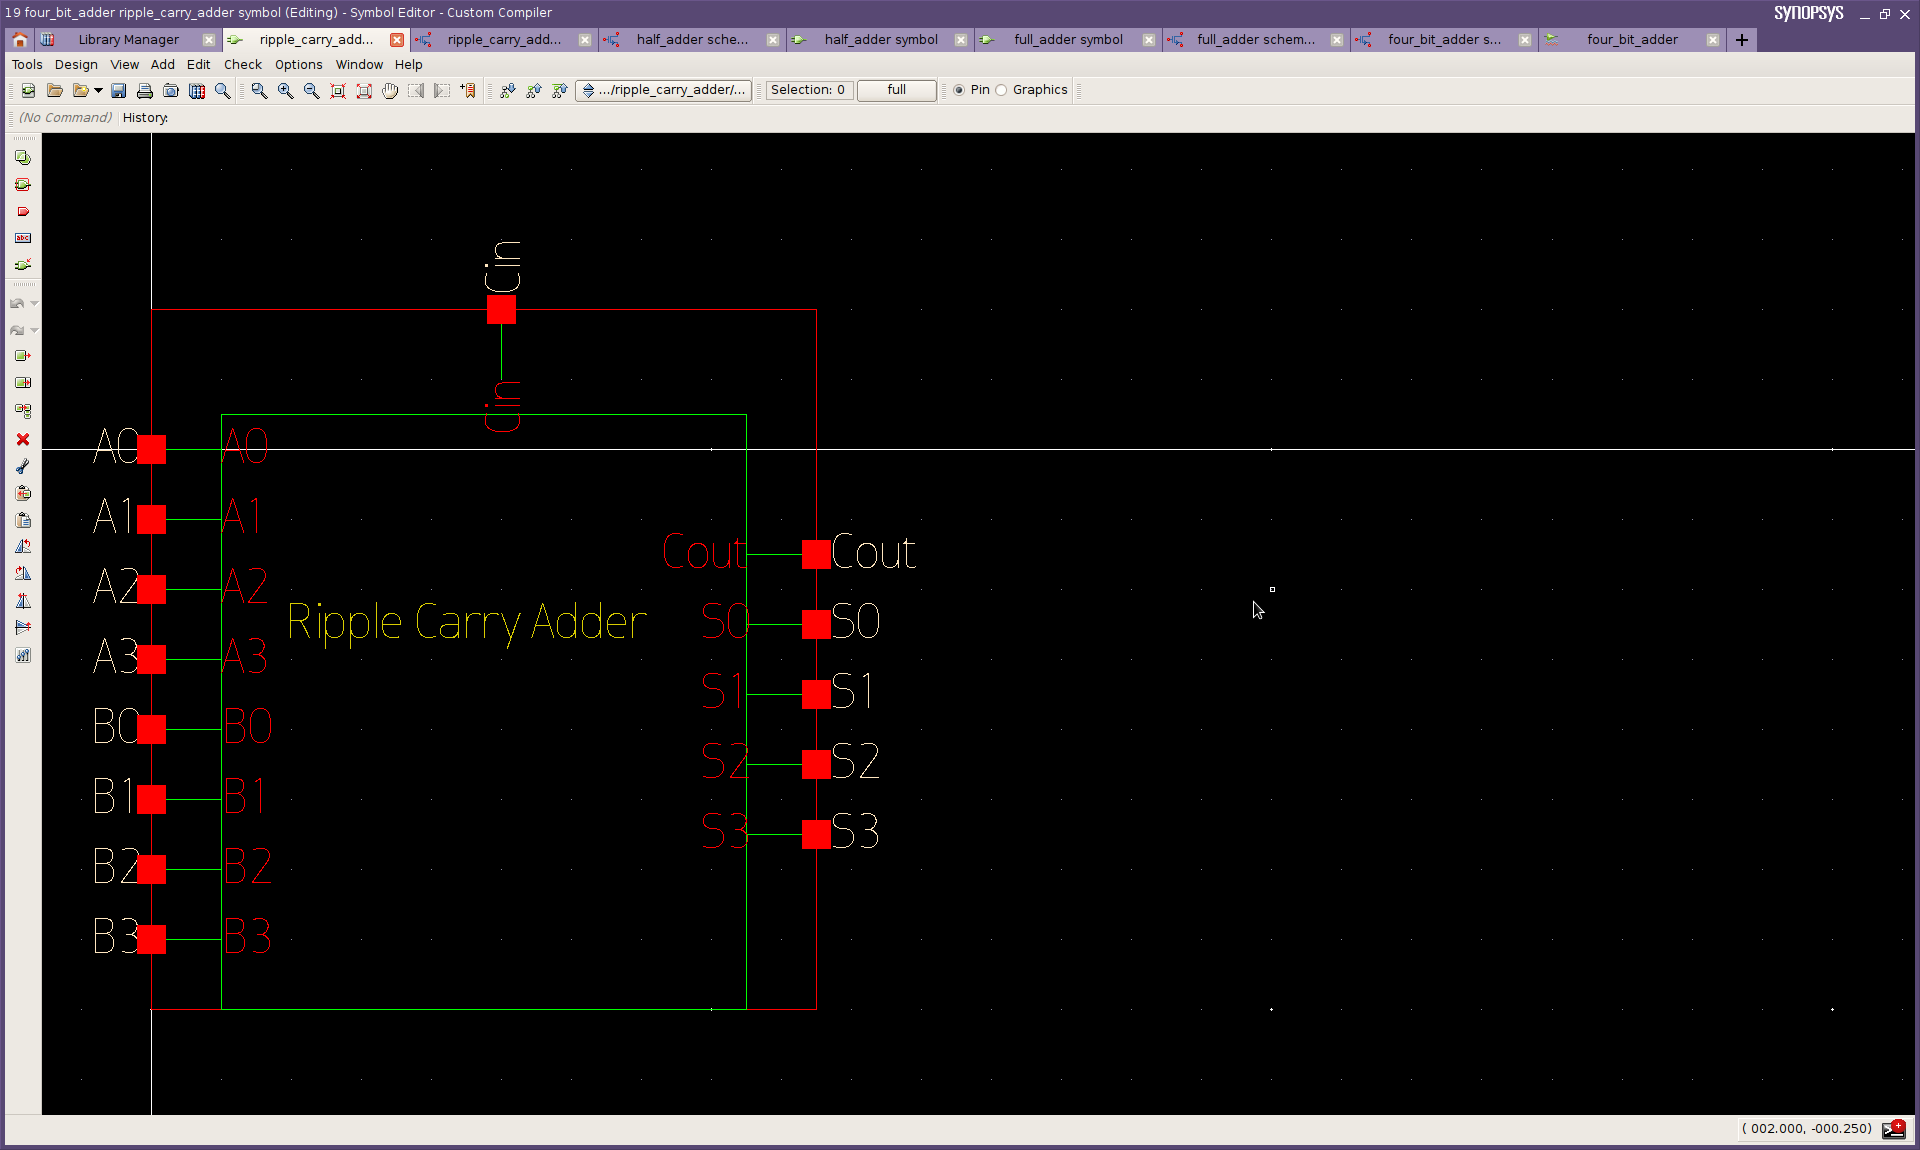 19 four_bit_adder ripple_carry_adder symbol (Editing) - Symbol Editor - Custom Compiler
SYNOPSYS
Library Manager
ripple_carry_add...
ripple_carry_add...
half_adder sche...
half_adder symbol
full_adder symbol
full_adder schem...
four_bit_adder s...
four_bit_adder
Tools Design View Add Edit Check Options Window Help
.../ripple_carry_adder/...
Selection: 0
full
Pin
Graphics
(No Command) History:
abc
Cin
Cin
A0 A0
A1 A1
Cout Cout
A2 A2
Ripple Carry Adder
S0 S0
A3 A3
S1 S1
B0 B0
S2 S2
B1 B1
S3 S3
B2 B2
B3 B3
( 002.000, -000.250)